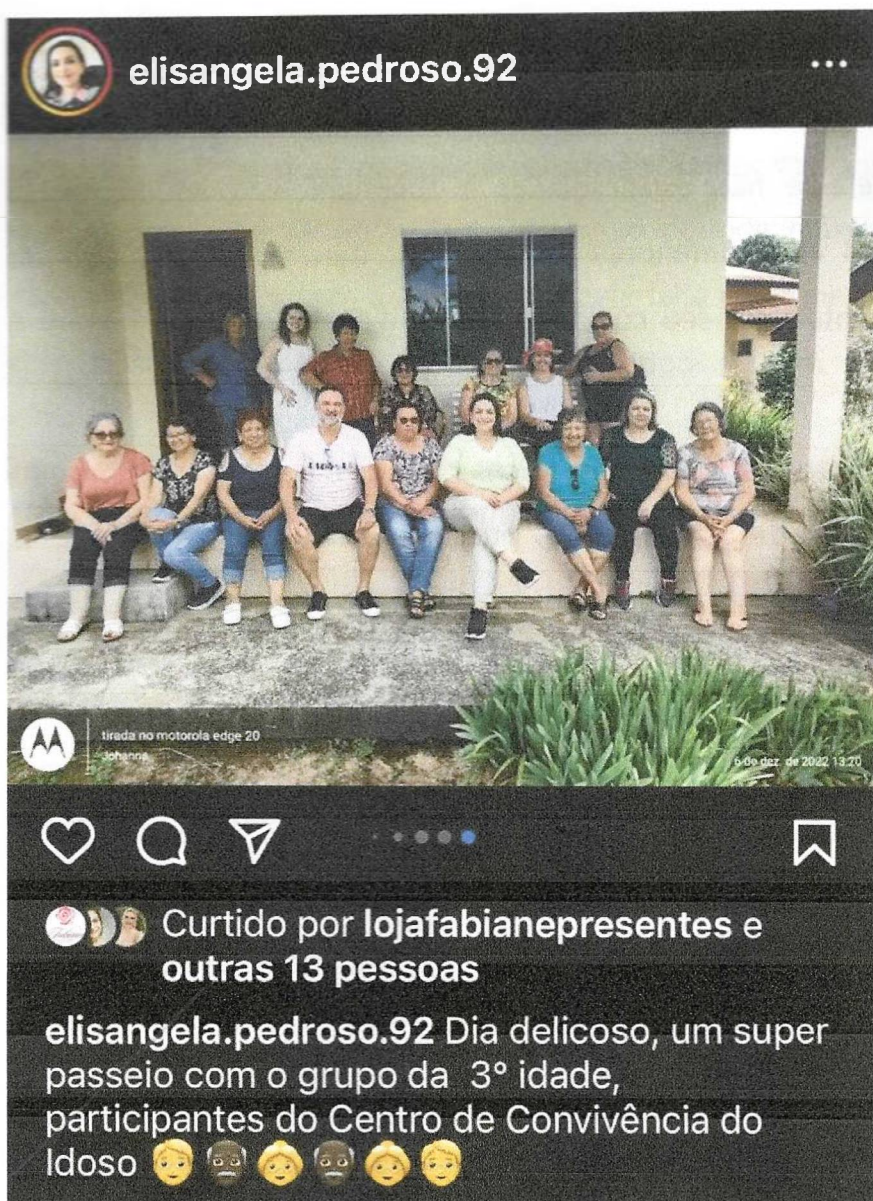 elisangela.pedroso.92
tirada no motorola edge 20
Johanna
6 de dez. de 2022 13:20
Curtido por lojafabianepresentes e
outras 13 pessoas
elisangela.pedroso.92 Dia delicoso, um super
passeio com o grupo da 3º idade,
participantes do Centro de Convivência do
Idoso